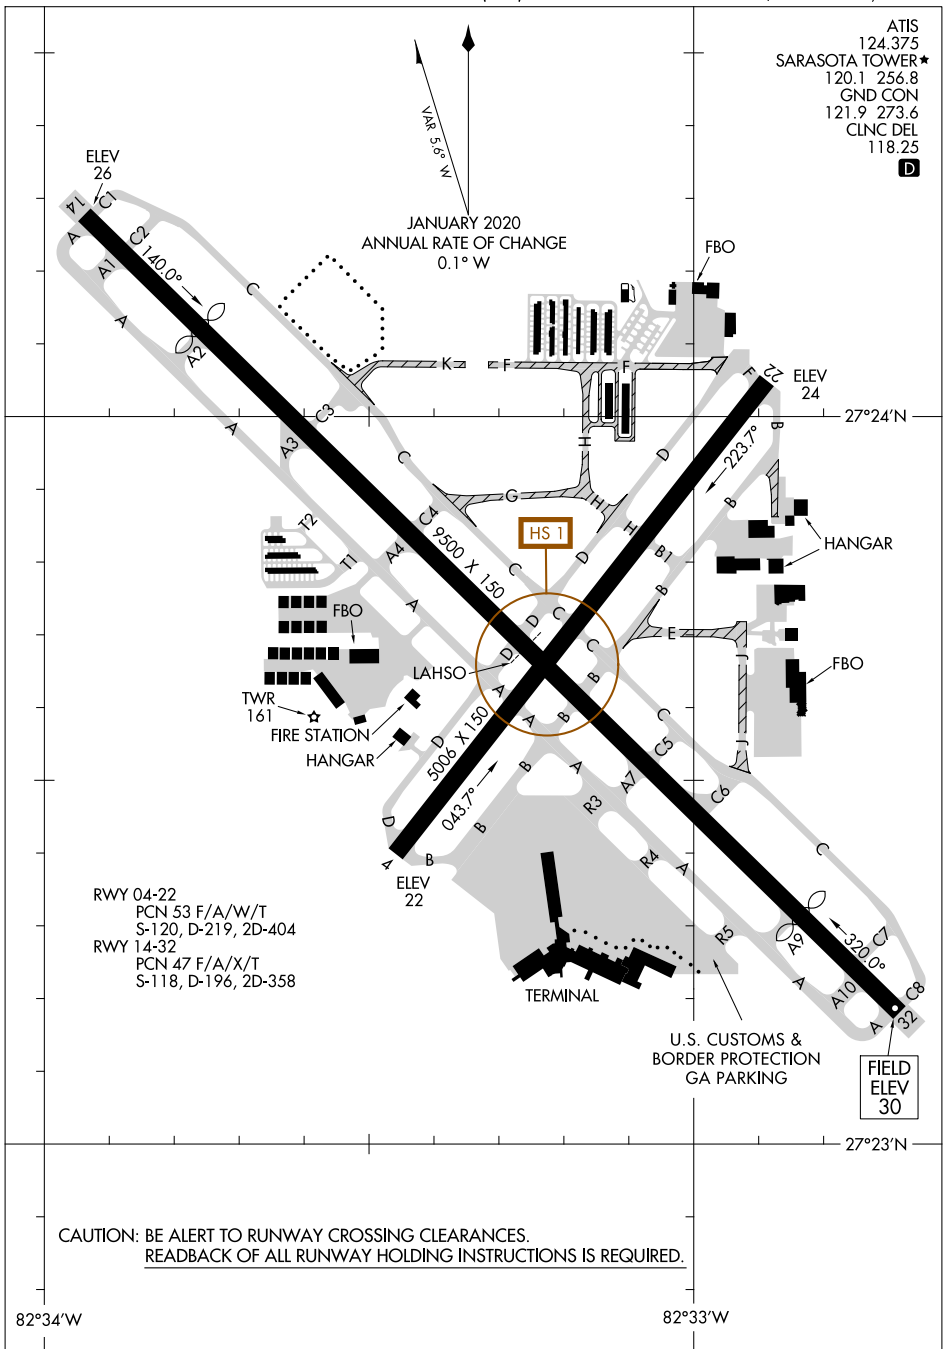 ATIS
124.375
SARASOTA TOWER★
120.1 256.8
GND CON
121.9 273.6
CLNC DEL
118.25
D
VAR 5.6° W
JANUARY 2020
ANNUAL RATE OF CHANGE
0.1° W
ELEV
26
14
C1
A
C2
A1
140.0°
C
A
A2
FBO
K
F
F
22
F
ELEV
24
27°24'N
C3
A
A3
B
223.7°
H
D
C
G
H
B
T2
C4
H
HS 1
HANGAR
9500 X 150
A4
B1
T1
D
C
B
A
FBO
C
D
C
E
D
LAHSO
B
J
FBO
TWR
161
A
C
FIRE STATION
A
B
D
5006 X 150
C5
HANGAR
J
B
A
A7
043.7°
C6
R3
D
B
C
4
B
R4
A
ELEV
22
RWY 04-22
PCN 53 F/A/W/T
S-120, D-219, 2D-404
RWY 14-32
PCN 47 F/A/X/T
S-118, D-196, 2D-358
R5
A9
C7
320.0°
A
A10
C8
TERMINAL
A
32
U.S. CUSTOMS &
BORDER PROTECTION
GA PARKING
FIELD
ELEV
30
27°23'N
CAUTION: BE ALERT TO RUNWAY CROSSING CLEARANCES.
READBACK OF ALL RUNWAY HOLDING INSTRUCTIONS IS REQUIRED.
82°34'W
82°33'W